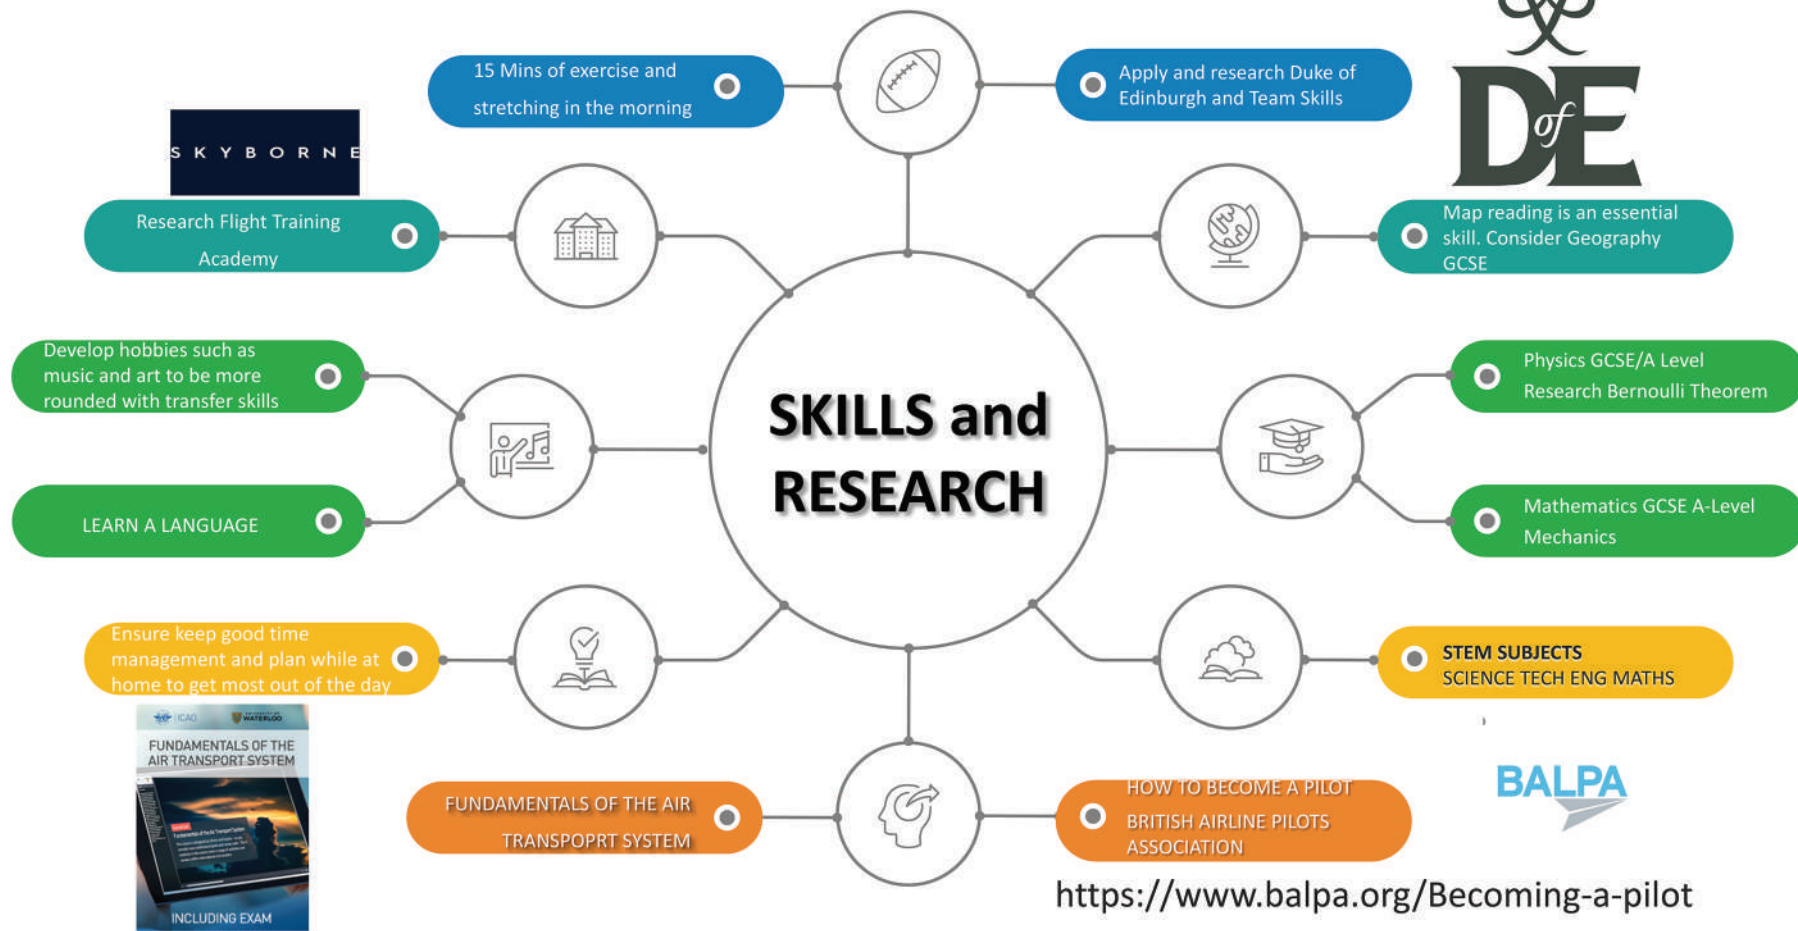 15 Mins of exercise and
stretching in the morning
Apply and research Duke of
Edinburgh and Team Skills
DofE
SKYBORNE
Research Flight Training
Academy
Map reading is an essential
skill. Consider Geography
GCSE
Develop hobbies such as
music and art to be more
rounded with transfer skills
Physics GCSE/A Level
Research Bernoulli Theorem
SKILLS and
RESEARCH
LEARN A LANGUAGE
Mathematics GCSE A-Level
Mechanics
Ensure keep good time
management and plan while at
home to get most out of the day
STEM SUBJECTS
SCIENCE TECH ENG MATHS
ICAO
WATERLOO
FUNDAMENTALS OF THE
AIR TRANSPORT SYSTEM
INCLUDING EXAM
FUNDAMENTALS OF THE AIR
TRANSPOPRT SYSTEM
HOW TO BECOME A PILOT
BRITISH AIRLINE PILOTS
ASSOCIATION
BALPA
https://www.balpa.org/Becoming-a-pilot